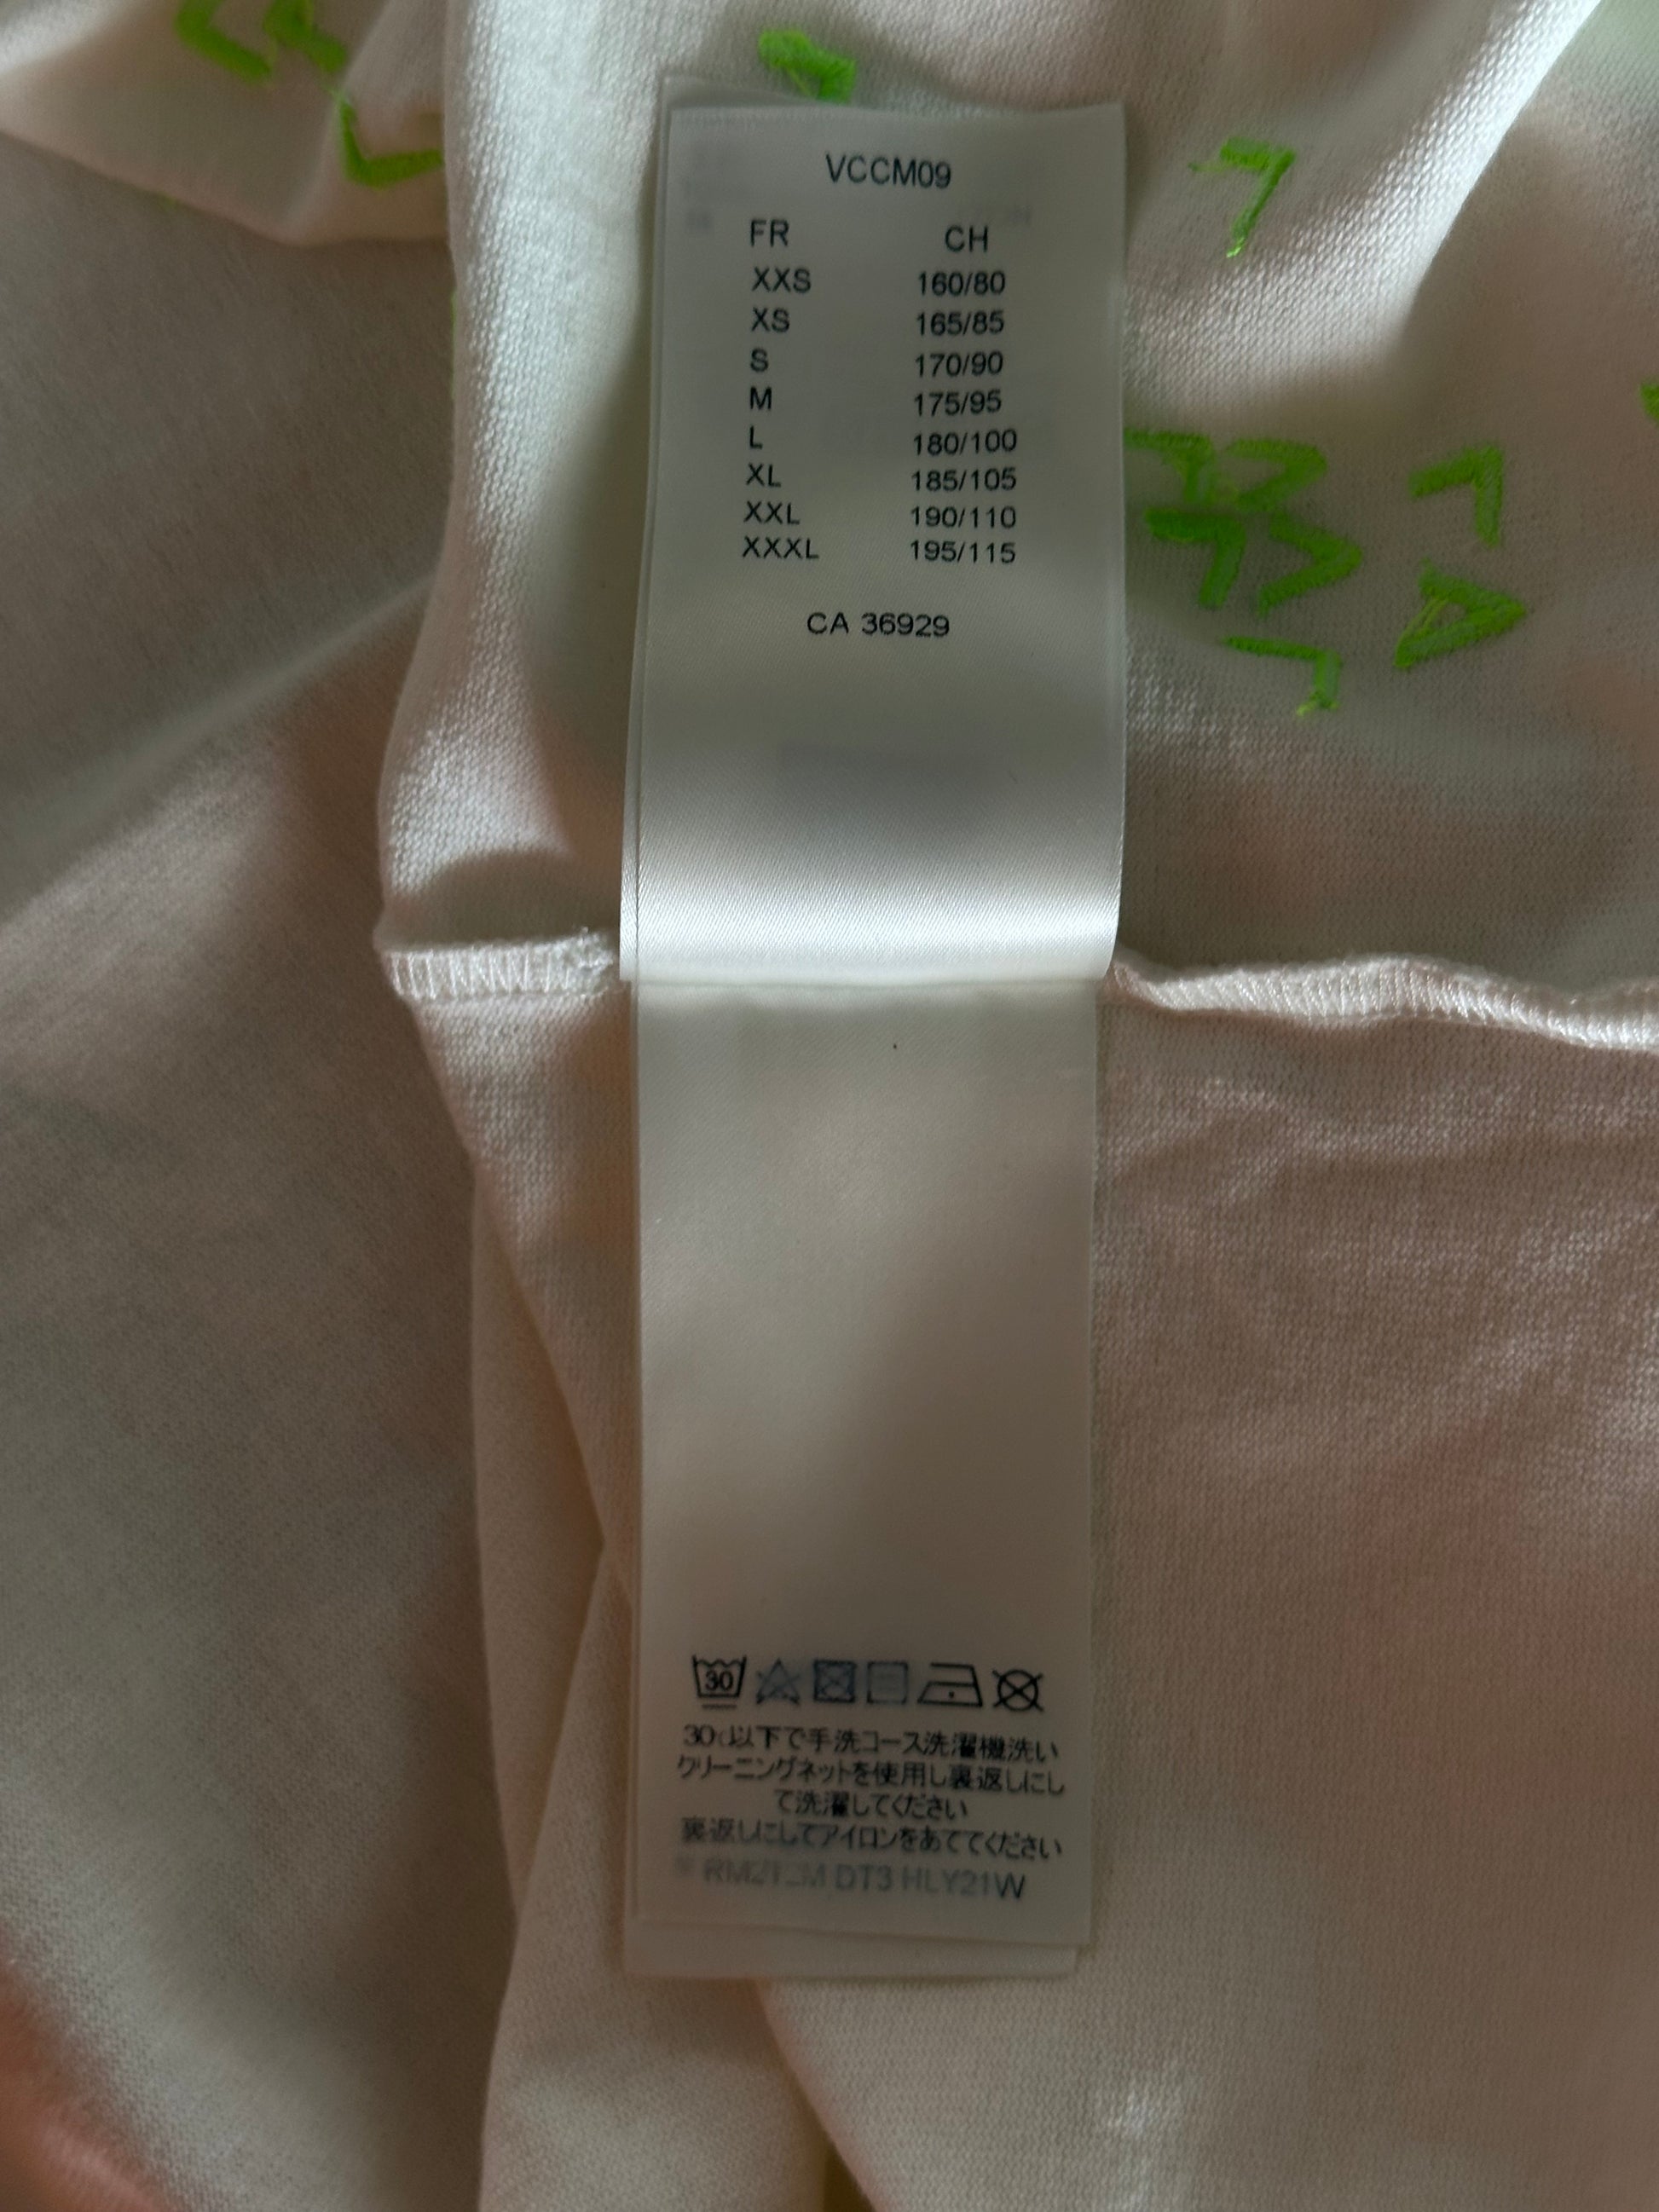 VCCM09
FR CH
XXS 160/80
XS 165/85
S 170/90
M 175/95
L 180/100
XL 185/105
XXL 190/110
XXXL 195/115
CA 36929
30
30℃以下で手洗コース洗濯機洗い
クリーニングネットを使用し裏返しにし
て洗濯してください
裏返しにしてアイロンをあててください
DT3 HLY21W